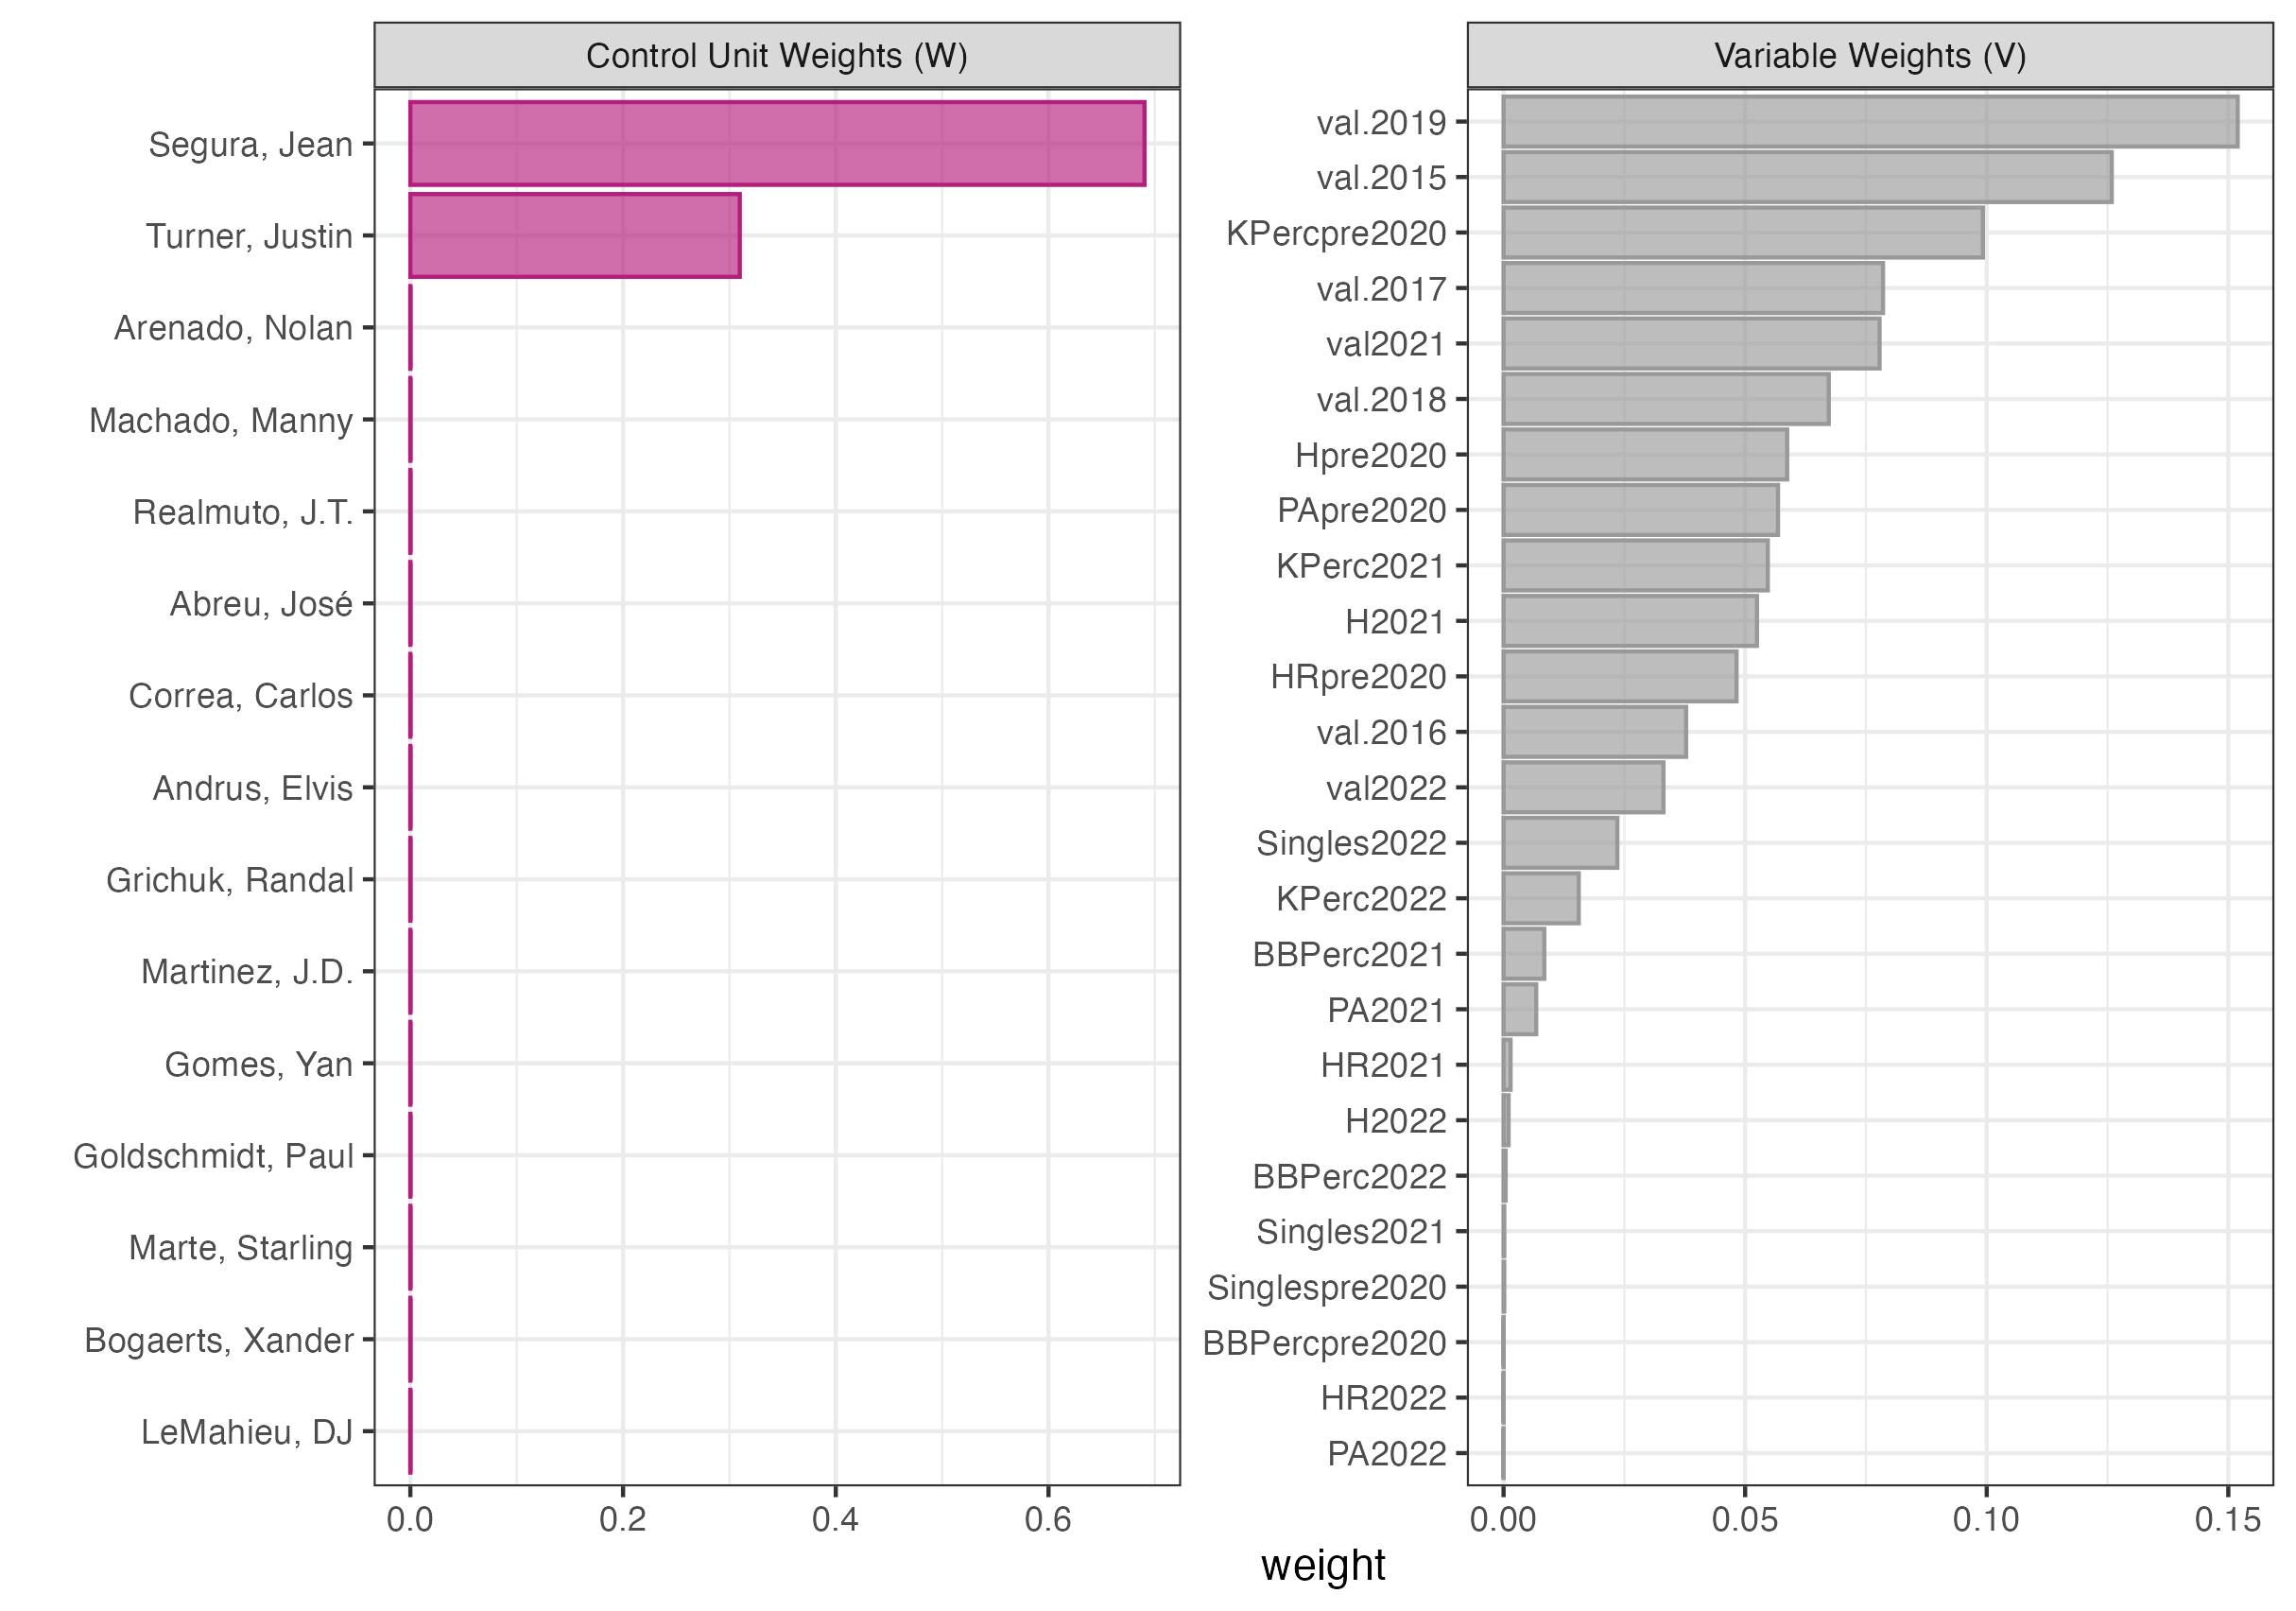 Control Unit Weights (W)
Segura, Jean
Turner, Justin
Arenado, Nolan
Machado, Manny
Realmuto, J.T.
Abreu, José
Correa, Carlos
Andrus, Elvis
Grichuk, Randal
Martinez, J.D.
Gomes, Yan
Goldschmidt, Paul
Marte, Starling
Bogaerts, Xander
LeMahieu, DJ
0.0 0.2 0.4 0.6
Variable Weights (V)
val.2019
val.2015
KPercpre2020
val.2017
val2021
val.2018
Hpre2020
PApre2020
KPerc2021
H2021
HRpre2020
val.2016
val2022
Singles2022
KPerc2022
BBPerc2021
PA2021
HR2021
H2022
BBPerc2022
Singles2021
Singlespre2020
BBPercpre2020
HR2022
PA2022
0.00 0.05 0.10 0.15
weight